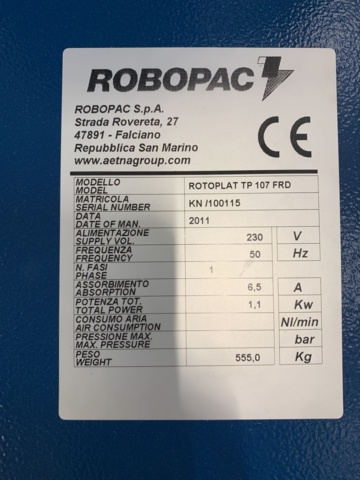 ROBOPAC
ROBOPAC S.p.A.
Strada Rovereta, 27
47891 - Falciano
Repubblica San Marino
www.aetnagroup.com
CE
MODELLO
MODEL
ROTOPLAT TP 107 FRD
MATRICOLA
SERIAL NUMBER
KN /100115
DATA
DATE OF MAN.
2011
ALIMENTAZIONE
SUPPLY VOL.
230 V
FREQUENZA
FREQUENCY
50 Hz
N. FASI
PHASE
1
ASSORBIMENTO
ABSORPTION
6,5 A
POTENZA TOT.
TOTAL POWER
1,1 Kw
CONSUMO ARIA
AIR CONSUMPTION
Nl/min
PRESSIONE MAX.
MAX. PRESSURE
bar
PESO
WEIGHT
555,0 Kg